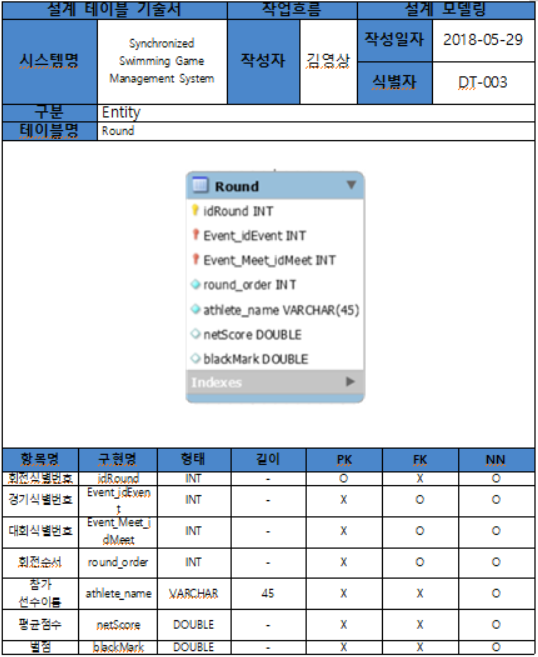 설계 테이블 기술서 작업흐름 설계 모델링
시스템명 Synchronized Swimming Game Management System 작성자 김영상 작성일자 2018-05-29
식별자 DT-003
구분 Entity
테이블명 Round
Round
idRound INT
Event_idEvent INT
Event_Meet_idMeet INT
round_order INT
athlete_name VARCHAR(45)
netScore DOUBLE
blackMark DOUBLE
Indexes
항목명 구현명 형태 길이 PK FK NN
회전식별번호 idRound INT - O X O
경기식별번호 Event_idEvent INT - X O O
대회식별번호 Event_Meet_idMeet INT - X O O
회전순서 round_order INT - X O O
참가 선수이름 athlete_name VARCHAR 45 X X O
평균점수 netScore DOUBLE - X X O
벌점 blackMark DOUBLE - X X O